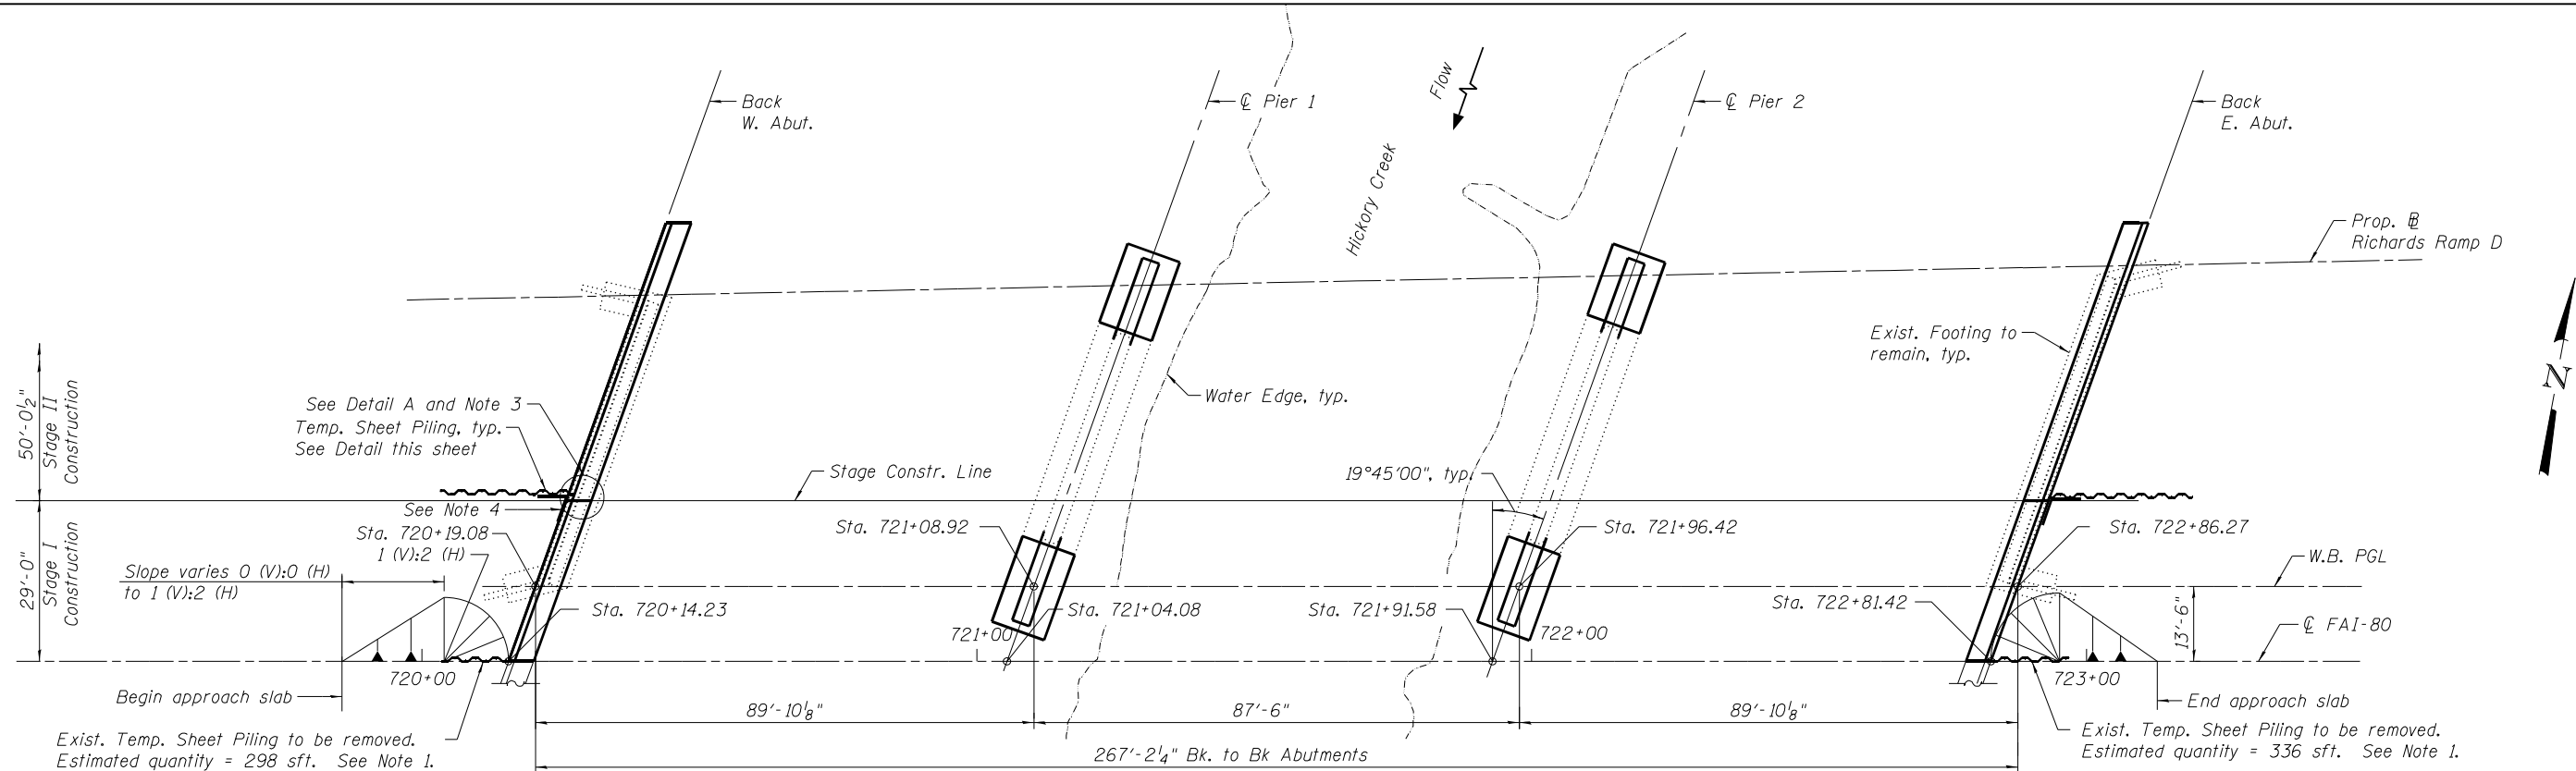 Back
W. Abut.
℄ Pier 1
Flow
℄ Pier 2
Back
E. Abut.
Hickory Creek
Prop. ⅊
Richards Ramp D
Exist. Footing to
remain, typ.
N
50'-0½"
Stage II
Construction
See Detail A and Note 3
Temp. Sheet Piling, typ.
See Detail this sheet
Water Edge, typ.
Stage Constr. Line
19°45'00", typ.
See Note 4
Sta. 720+19.08
1 (V):2 (H)
Sta. 721+08.92
Sta. 721+96.42
Sta. 722+86.27
W.B. PGL
29'-0"
Stage I
Construction
Slope varies 0 (V):0 (H)
to 1 (V):2 (H)
Sta. 720+14.23
Sta. 721+04.08
Sta. 721+91.58
Sta. 722+81.42
13'-6"
℄ FAI-80
721+00
722+00
720+00
723+00
Begin approach slab
End approach slab
89'-10⅛"
87'-6"
89'-10⅛"
Exist. Temp. Sheet Piling to be removed.
Estimated quantity = 298 sft. See Note 1.
267'-2¼" Bk. to Bk Abutments
Exist. Temp. Sheet Piling to be removed.
Estimated quantity = 336 sft. See Note 1.